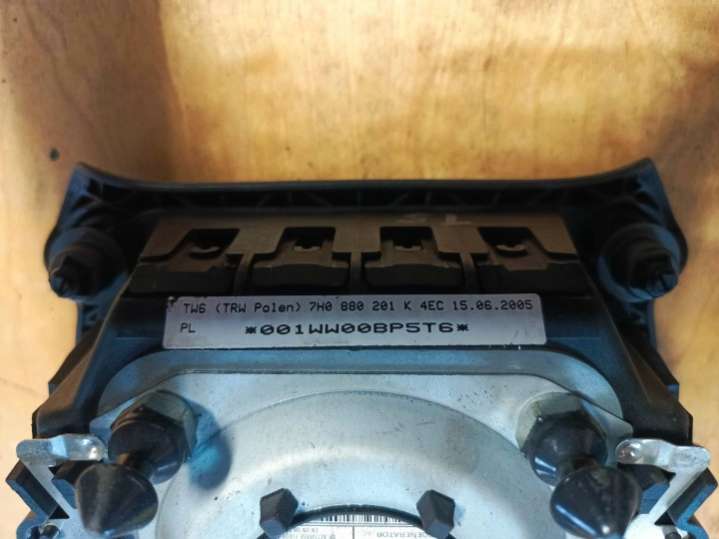 TW6 (TRW Polen) 7H0 880 201 K 4EC 15.06.2005
PL *001WW00BP5T6*